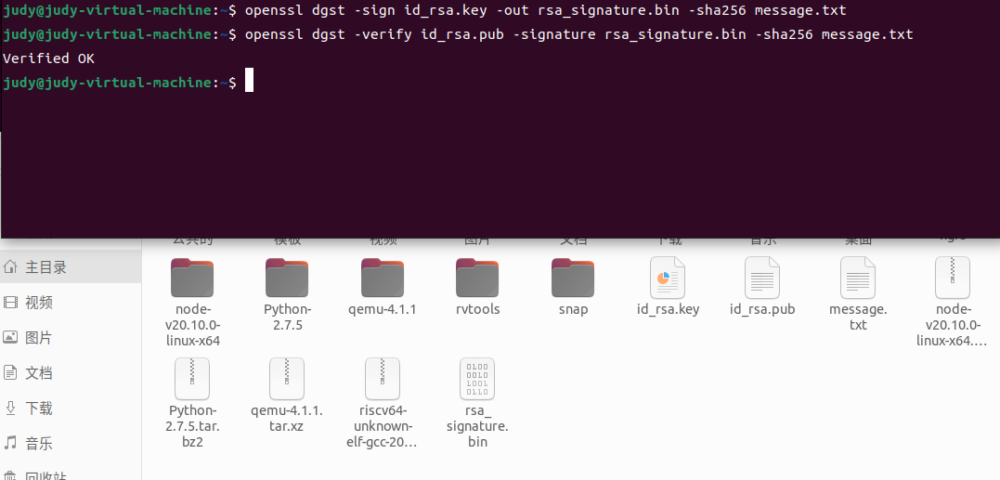 judy@judy-virtual-machine:~$ openssl dgst -sign id_rsa.key -out rsa_signature.bin -sha256 message.txt
judy@judy-virtual-machine:~$ openssl dgst -verify id_rsa.pub -signature rsa_signature.bin -sha256 message.txt
Verified OK
judy@judy-virtual-machine:~$
公共的 模板 视频 图片 文档 下载 音乐 桌面
主目录
视频
图片
文档
下载
音乐
回收站
node-
v20.10.0-
linux-x64
Python-
2.7.5
qemu-4.1.1
rvtools
snap
id_rsa.key
id_rsa.pub
message.
txt
node-
v20.10.0-
linux-x64....
Python-
2.7.5.tar.
bz2
qemu-4.1.1.
tar.xz
riscv64-
unknown-
elf-gcc-20...
rsa_
signature.
bin
0100
0010
1001
0110